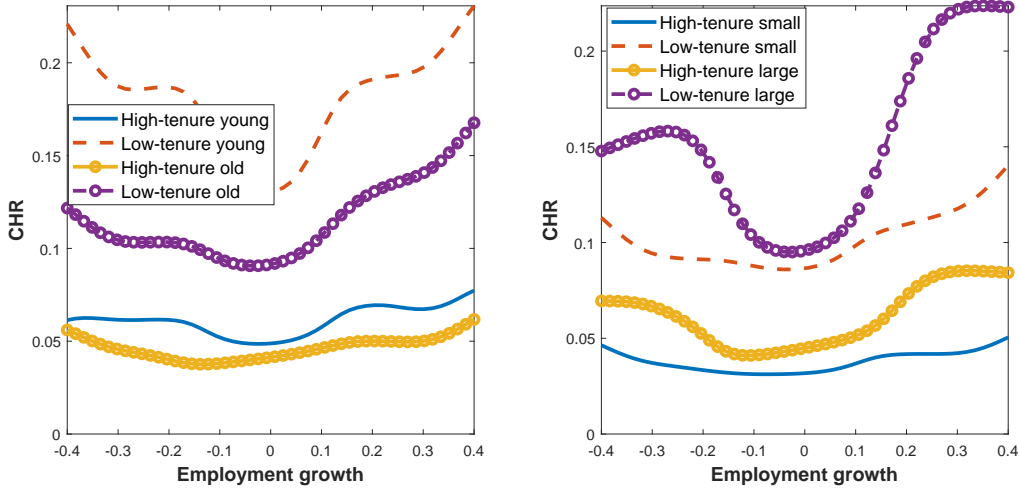 0.2
0.15
0.1
0.05
0
CHR
High-tenure young
Low-tenure young
High-tenure old
Low-tenure old
-0.4 -0.3 -0.2 -0.1 0 0.1 0.2 0.3 0.4
Employment growth
0.2
0.15
0.1
0.05
0
CHR
High-tenure small
Low-tenure small
High-tenure large
Low-tenure large
-0.4 -0.3 -0.2 -0.1 0 0.1 0.2 0.3 0.4
Employment growth